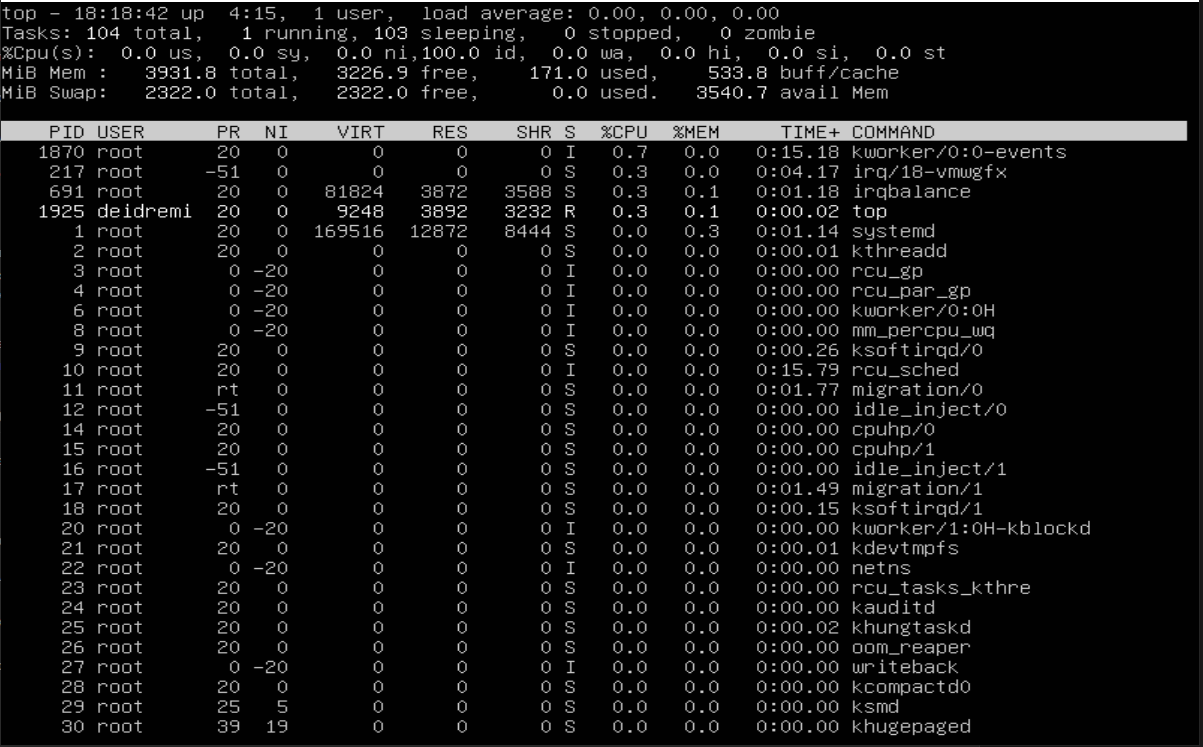 top - 18:18:42 up  4:15,  1 user,  load average: 0.00, 0.00, 0.00
Tasks: 104 total,   1 running, 103 sleeping,   0 stopped,   0 zombie
%Cpu(s):  0.0 us,  0.0 sy,  0.0 ni,100.0 id,  0.0 wa,  0.0 hi,  0.0 si,  0.0 st
MiB Mem :   3931.8 total,   3226.9 free,    171.0 used,    533.8 buff/cache
MiB Swap:   2322.0 total,   2322.0 free,      0.0 used.   3540.7 avail Mem
PID USER      PR  NI    VIRT    RES    SHR S  %CPU  %MEM     TIME+ COMMAND
1870 root      20   0       0      0      0 I   0.7   0.0   0:15.18 kworker/0:0-events
217 root     -51   0       0      0      0 S   0.3   0.0   0:04.17 irq/18-vmwgfx
691 root      20   0   81824   3872   3588 S   0.3   0.1   0:01.18 irqbalance
1925 deidremi  20   0    9248   3892   3232 R   0.3   0.1   0:00.02 top
1 root      20   0  169516  12872   8444 S   0.0   0.3   0:01.14 systemd
2 root      20   0       0      0      0 S   0.0   0.0   0:00.01 kthreadd
3 root       0 -20       0      0      0 I   0.0   0.0   0:00.00 rcu_gp
4 root       0 -20       0      0      0 I   0.0   0.0   0:00.00 rcu_par_gp
6 root       0 -20       0      0      0 I   0.0   0.0   0:00.00 kworker/0:0H
8 root       0 -20       0      0      0 I   0.0   0.0   0:00.00 mm_percpu_wq
9 root      20   0       0      0      0 S   0.0   0.0   0:00.26 ksoftirqd/0
10 root      20   0       0      0      0 I   0.0   0.0   0:15.79 rcu_sched
11 root      rt   0       0      0      0 S   0.0   0.0   0:01.77 migration/0
12 root     -51   0       0      0      0 S   0.0   0.0   0:00.00 idle_inject/0
14 root      20   0       0      0      0 S   0.0   0.0   0:00.00 cpuhp/0
15 root      20   0       0      0      0 S   0.0   0.0   0:00.00 cpuhp/1
16 root     -51   0       0      0      0 S   0.0   0.0   0:00.00 idle_inject/1
17 root      rt   0       0      0      0 S   0.0   0.0   0:01.49 migration/1
18 root      20   0       0      0      0 S   0.0   0.0   0:00.15 ksoftirqd/1
20 root       0 -20       0      0      0 I   0.0   0.0   0:00.00 kworker/1:0H-kblockd
21 root      20   0       0      0      0 S   0.0   0.0   0:00.01 kdevtmpfs
22 root       0 -20       0      0      0 I   0.0   0.0   0:00.00 netns
23 root      20   0       0      0      0 S   0.0   0.0   0:00.00 rcu_tasks_kthre
24 root      20   0       0      0      0 S   0.0   0.0   0:00.00 kauditd
25 root      20   0       0      0      0 S   0.0   0.0   0:00.02 khungtaskd
26 root      20   0       0      0      0 S   0.0   0.0   0:00.00 oom_reaper
27 root       0 -20       0      0      0 I   0.0   0.0   0:00.00 writeback
28 root      20   0       0      0      0 S   0.0   0.0   0:00.00 kcompactd0
29 root      25   5       0      0      0 S   0.0   0.0   0:00.00 ksmd
30 root      39  19       0      0      0 S   0.0   0.0   0:00.00 khugepaged